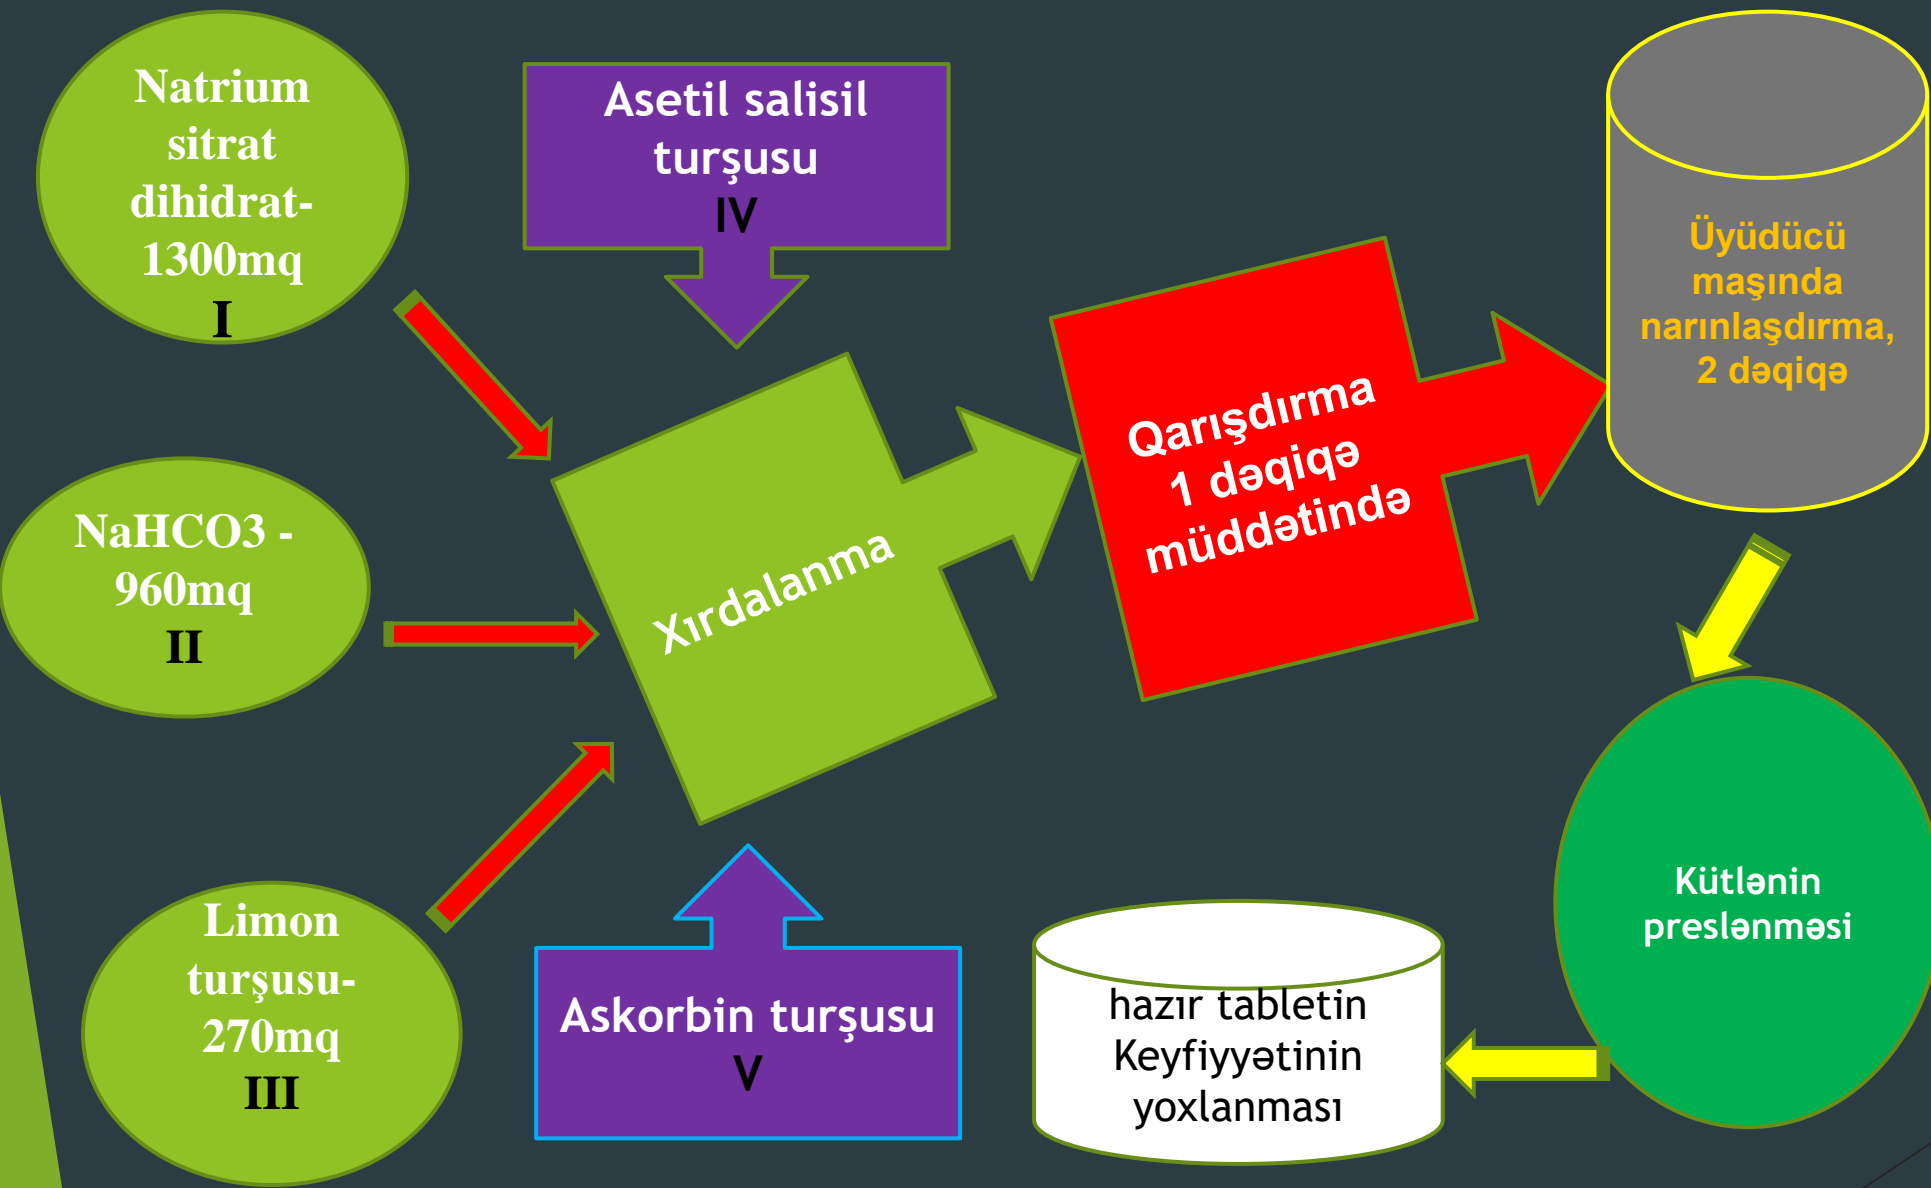 Natrium
sitrat
dihidrat-
1300mq
I
Asetil salisil
turşusu
IV
NaHCO3 -
960mq
II
Xırdalanma
Qarışdırma
1 dəqiqə
müddətində
Üyüdücü
maşında
narınlaşdırma,
2 dəqiqə
Limon
turşusu-
270mq
III
Askorbin turşusu
V
Kütlənin
preslənməsi
hazır tabletin
Keyfiyyətinin
yoxlanması